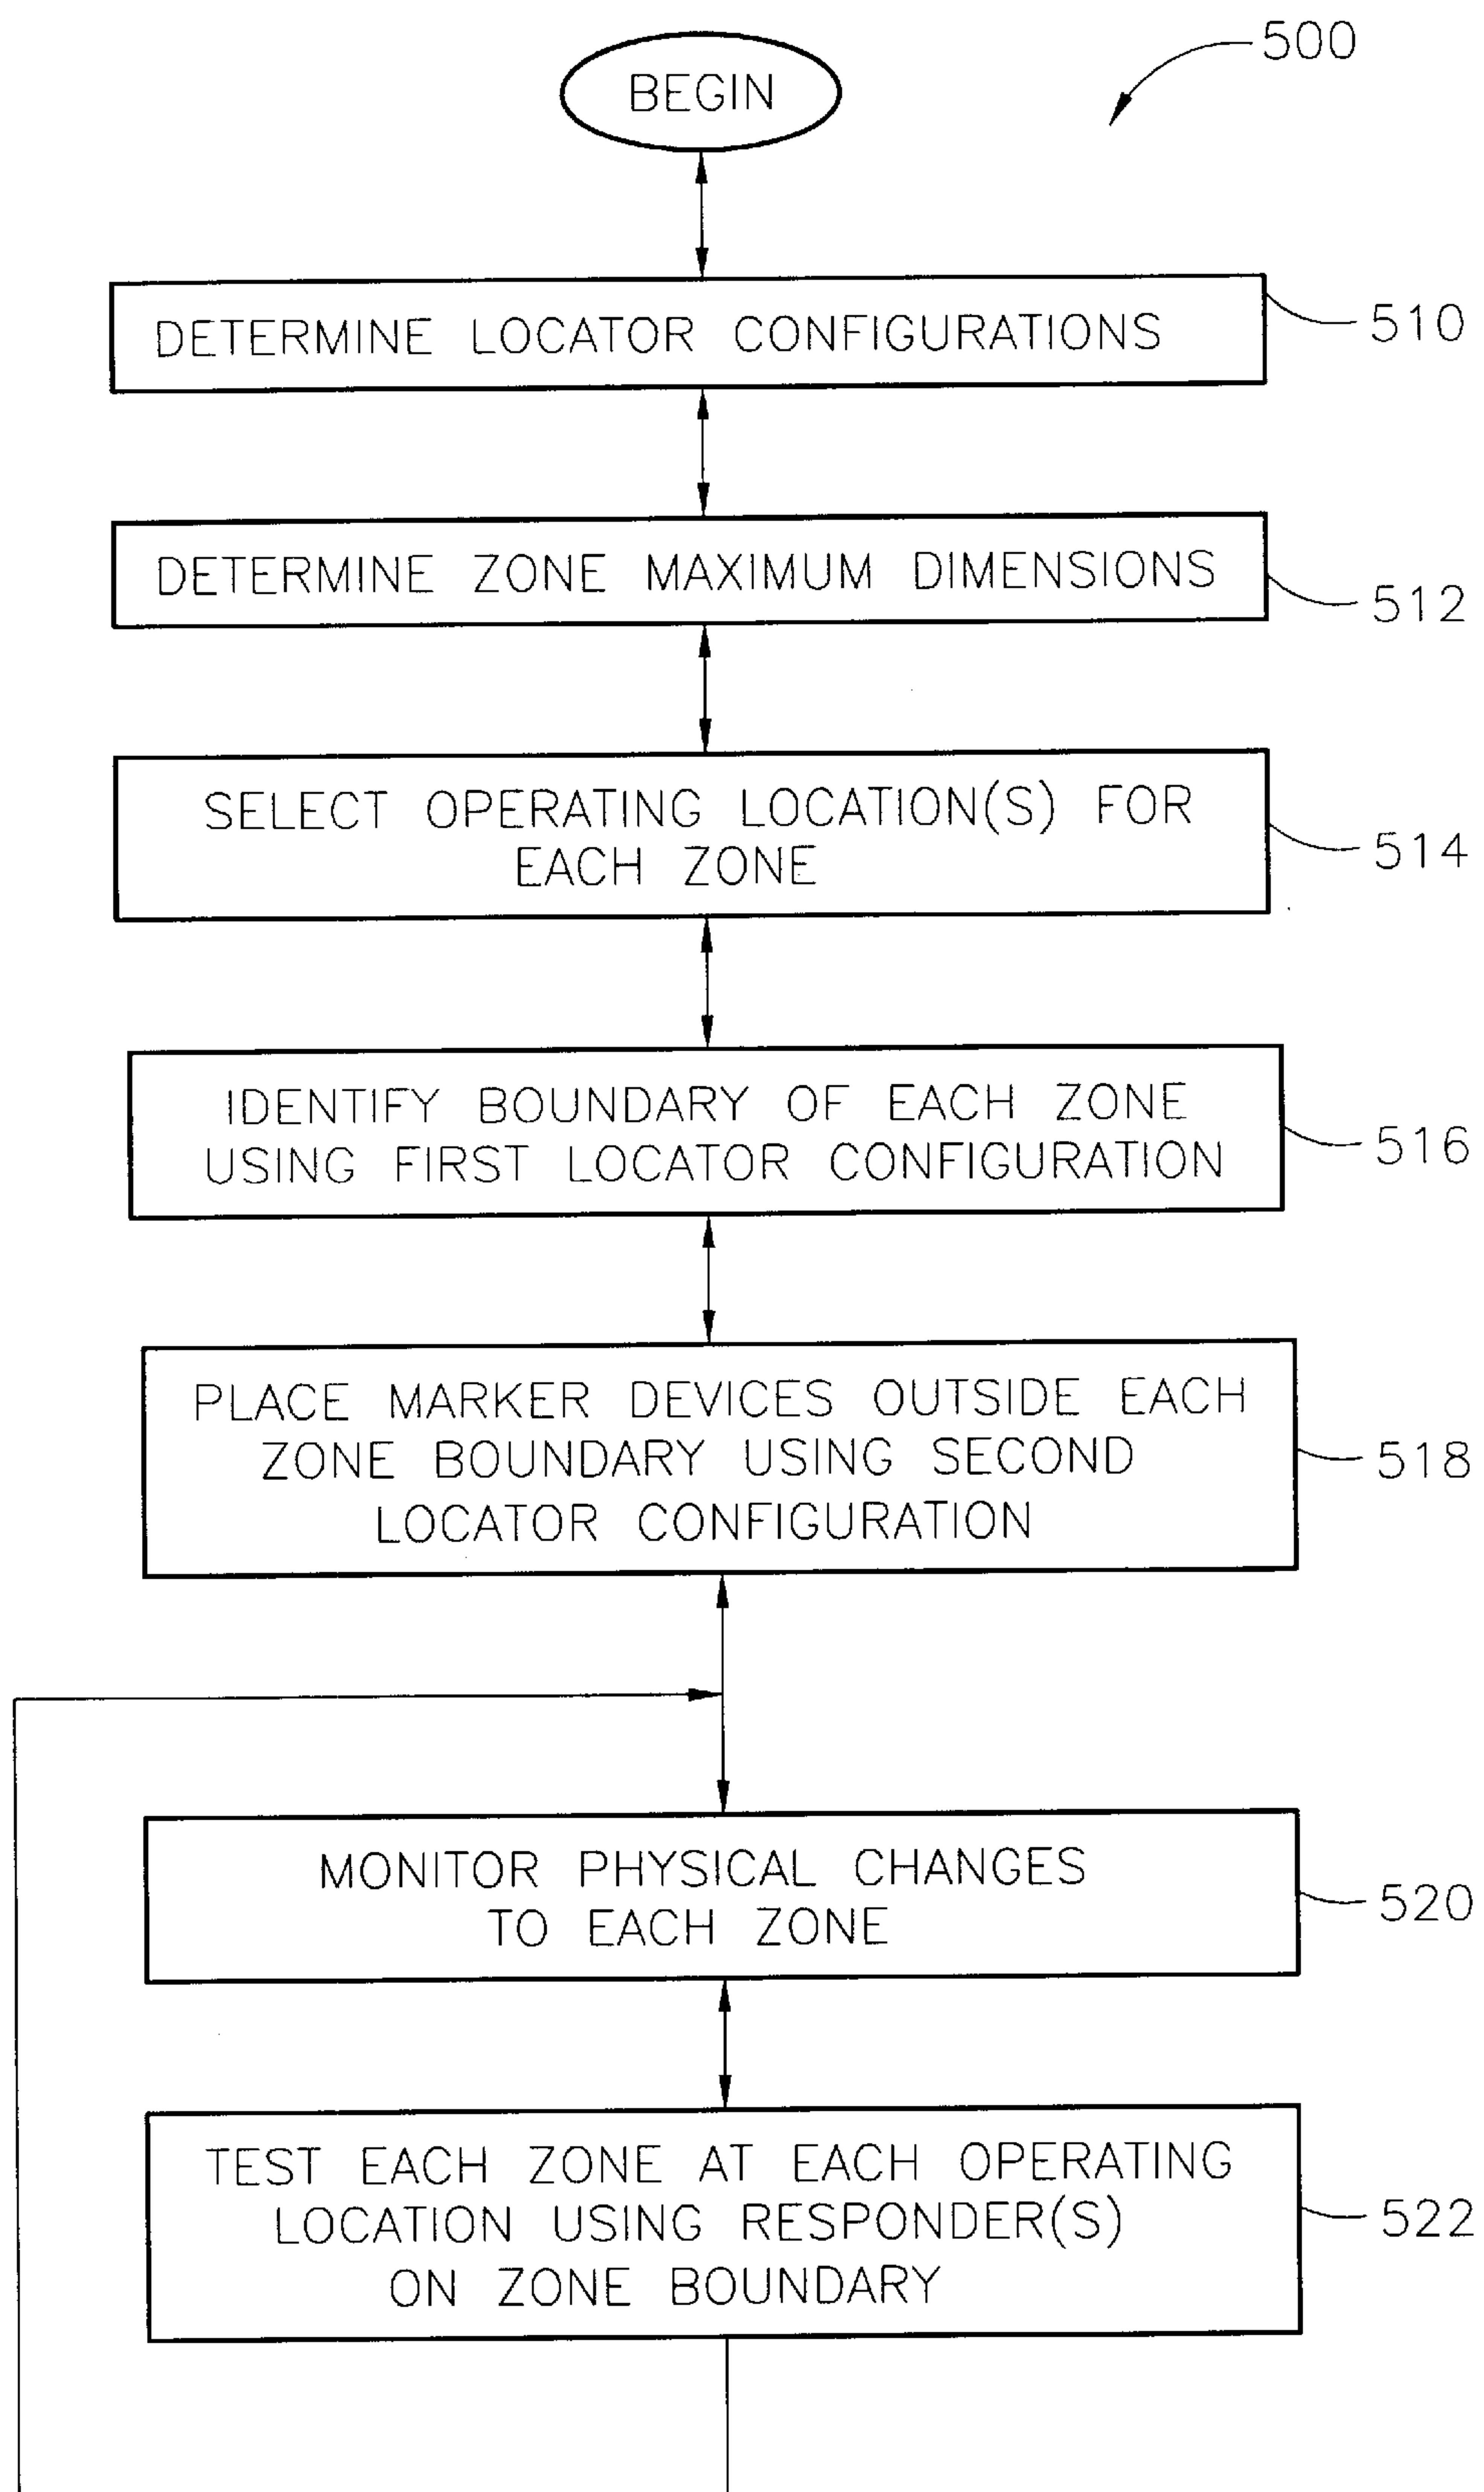 500
BEGIN
DETERMINE LOCATOR CONFIGURATIONS
510
DETERMINE ZONE MAXIMUM DIMENSIONS
512
SELECT OPERATING LOCATION(S) FOR
EACH ZONE
514
IDENTIFY BOUNDARY OF EACH ZONE
USING FIRST LOCATOR CONFIGURATION
516
PLACE MARKER DEVICES OUTSIDE EACH
ZONE BOUNDARY USING SECOND
LOCATOR CONFIGURATION
518
MONITOR PHYSICAL CHANGES
TO EACH ZONE
520
TEST EACH ZONE AT EACH OPERATING
LOCATION USING RESPONDER(S)
ON ZONE BOUNDARY
522